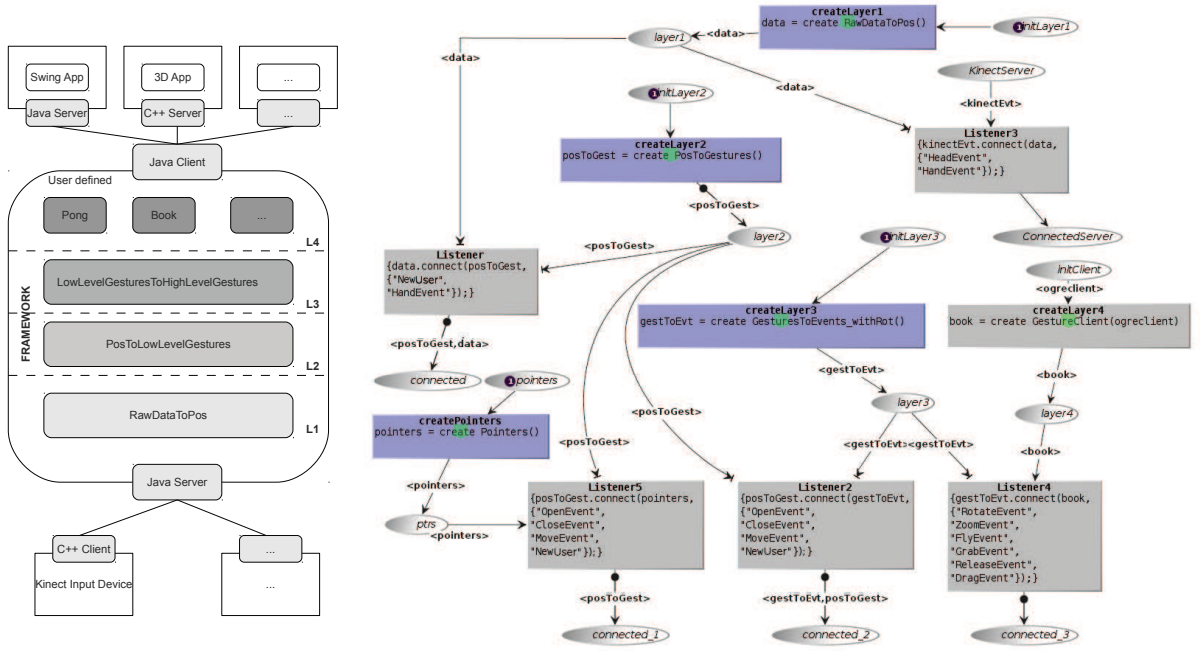 Swing App
3D App
...
Java Server
C++ Server
...
Java Client
User defined
Pong
Book
...
L4
LowLevelGesturesToHighLevelGestures
L3
FRAMEWORK
PosToLowLevelGestures
L2
RawDataToPos
L1
Java Server
C++ Client
...
Kinect Input Device
...
createLayer1
data = create RawDataToPos()
1 initLayer1
layer1
<data>
<data>
<data>
KinectServer
<kinectEvt>
Listener3
{kinectEvt.connect(data,
{"HeadEvent",
"HandEvent"});}
ConnectedServer
1 initLayer2
createLayer2
posToGest = create PosToGestures()
<posToGest>
layer2
<posToGest>
Listener
{data.connect(posToGest,
{"NewUser",
"HandEvent"});}
<posToGest,data>
connected
1 initLayer3
createLayer3
gestToEvt = create GesturesToEvents_withRot()
<gestToEvt>
layer3
<gestToEvt>
<gestToEvt>
initClient
<ogreclient>
createLayer4
book = create GestureClient(ogreclient)
<book>
layer4
<book>
1 pointers
createPointers
pointers = create Pointers()
<pointers>
ptrs
<pointers>
<posToGest>
<posToGest>
Listener5
{posToGest.connect(pointers,
{"OpenEvent",
"CloseEvent",
"MoveEvent",
"NewUser"});}
<posToGest>
connected_1
Listener2
{posToGest.connect(gestToEvt,
{"OpenEvent",
"CloseEvent",
"MoveEvent",
"NewUser"});}
<gestToEvt,posToGest>
connected_2
Listener4
{gestToEvt.connect(book,
{"RotateEvent",
"ZoomEvent",
"FlyEvent",
"GrabEvent",
"ReleaseEvent",
"DragEvent"});}
<book>
connected_3